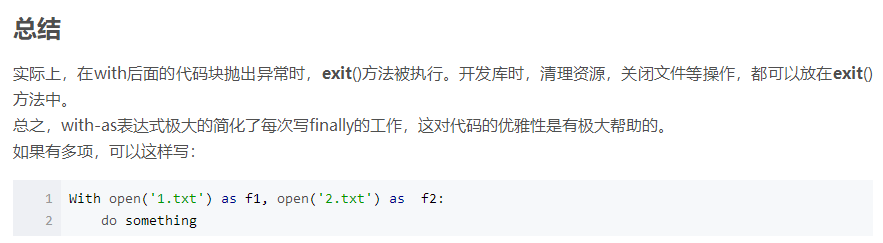 总结
实际上，在with后面的代码块抛出异常时，exit()方法被执行。开发库时，清理资源，关闭文件等操作，都可以放在exit()
方法中。
总之，with-as表达式极大的简化了每次写finally的工作，这对代码的优雅性是有极大帮助的。
如果有多项，可以这样写：
1 With open('1.txt') as f1, open('2.txt') as  f2:
2     do something